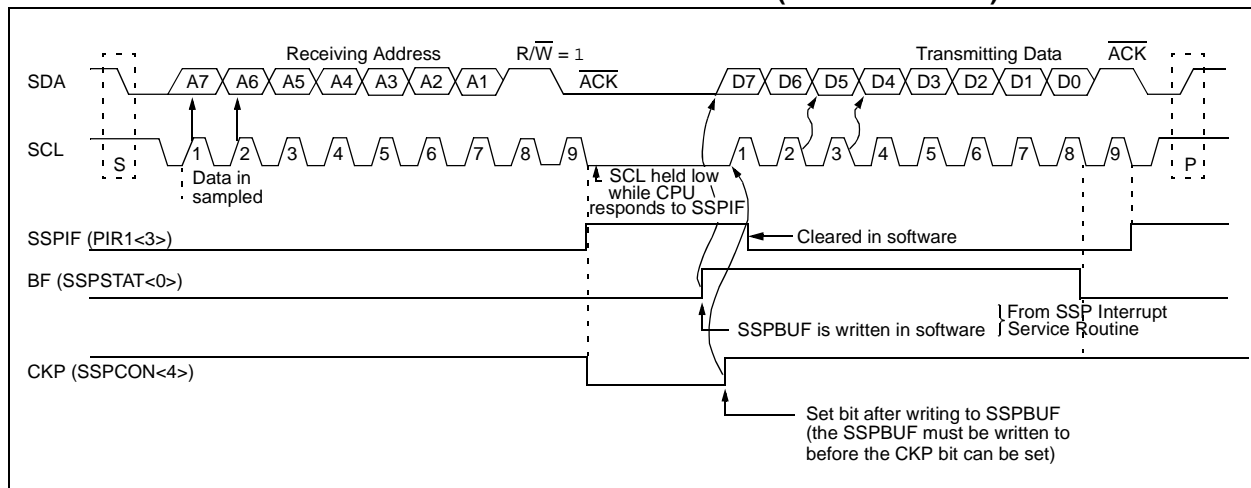 Receiving Address R/W = 1 Transmitting Data ACK
SDA A7 A6 A5 A4 A3 A2 A1 ACK D7 D6 D5 D4 D3 D2 D1 D0
SCL 1 2 3 4 5 6 7 8 9 1 2 3 4 5 6 7 8 9
S P
Data in
sampled
SCL held low
while CPU
responds to SSPIF
SSPIF (PIR1<3>)
Cleared in software
BF (SSPSTAT<0>)
SSPBUF is written in software
From SSP Interrupt
Service Routine
CKP (SSPCON<4>)
Set bit after writing to SSPBUF
(the SSPBUF must be written to
before the CKP bit can be set)